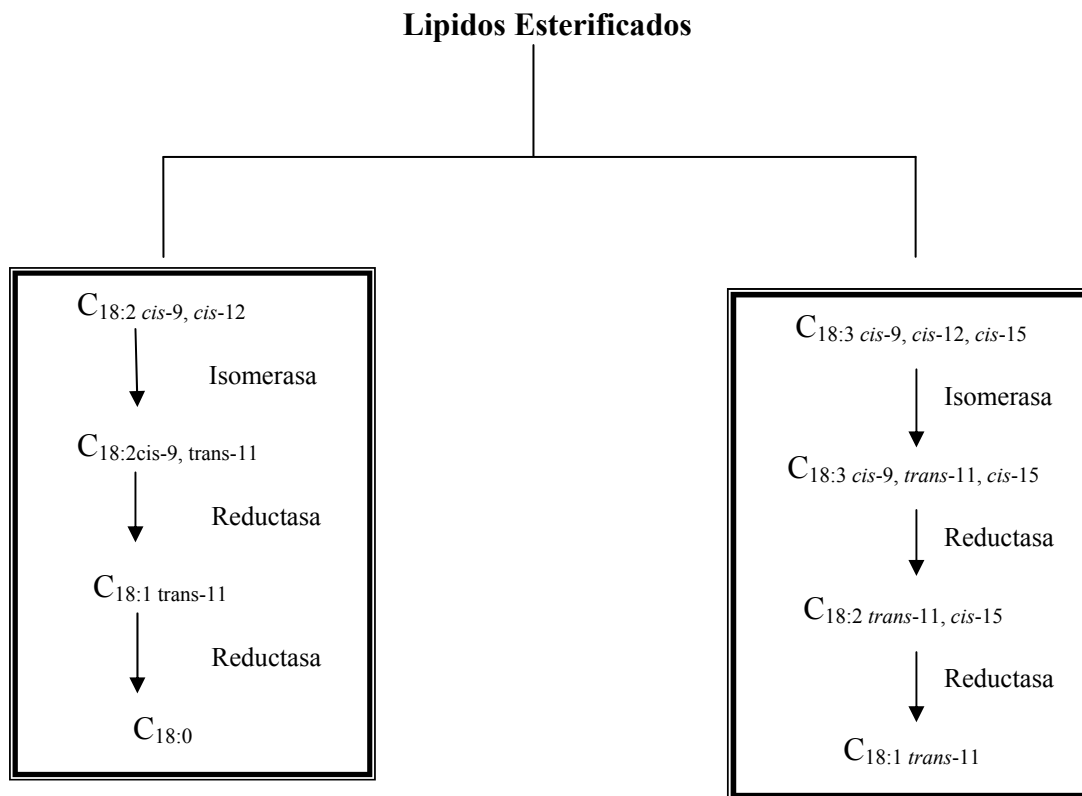 Lipidos Esterificados
C18:2 cis-9, cis-12
Isomerasa
C18:2cis-9, trans-11
Reductasa
C18:1 trans-11
Reductasa
C18:0
C18:3 cis-9, cis-12, cis-15
Isomerasa
C18:3 cis-9, trans-11, cis-15
Reductasa
C18:2 trans-11, cis-15
Reductasa
C18:1 trans-11